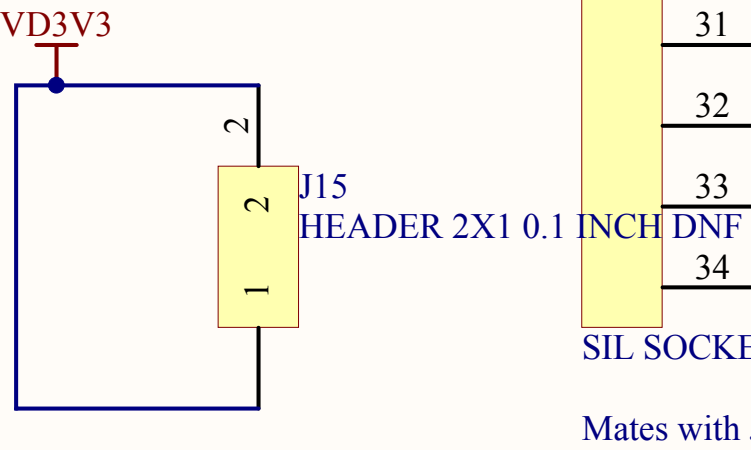 VD3V3
2
2
1
J15
HEADER 2X1 0.1 INCH DNF
31
32
33
34
SIL SOCKE
Mates with